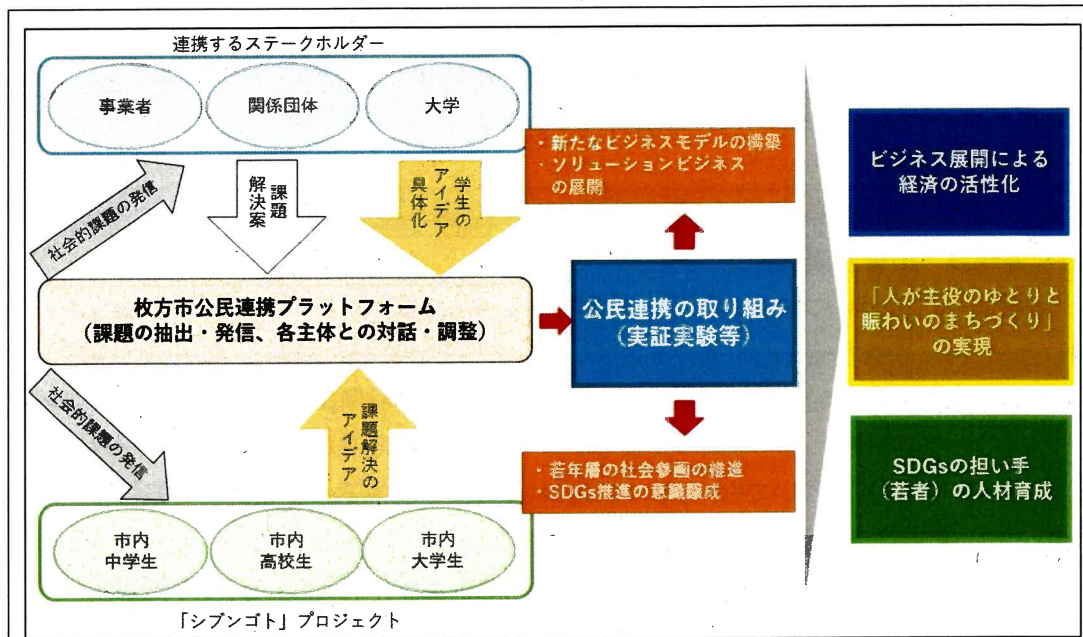 連携するステークホルダー
事業者
関係団体
大学
社会的課題の発信
課題
解決案
学生の
アイデア
具体化
枚方市公民連携プラットフォーム
(課題の抽出・発信、各主体との対話・調整)
社会的課題の発信
課題解決の
アイデア
市内
中学生
市内
高校生
市内
大学生
「シブンゴト」プロジェクト
・新たなビジネスモデルの構築
・ソリューションビジネス
の展開
公民連携の取り組み
(実証実験等)
・若年層の社会参画の推進
・SDGs推進の意識醸成
ビジネス展開による
経済の活性化
「人が主役のゆとりと
賑わいのまちづくり」
の実現
SDGsの担い手
(若者)の人材育成